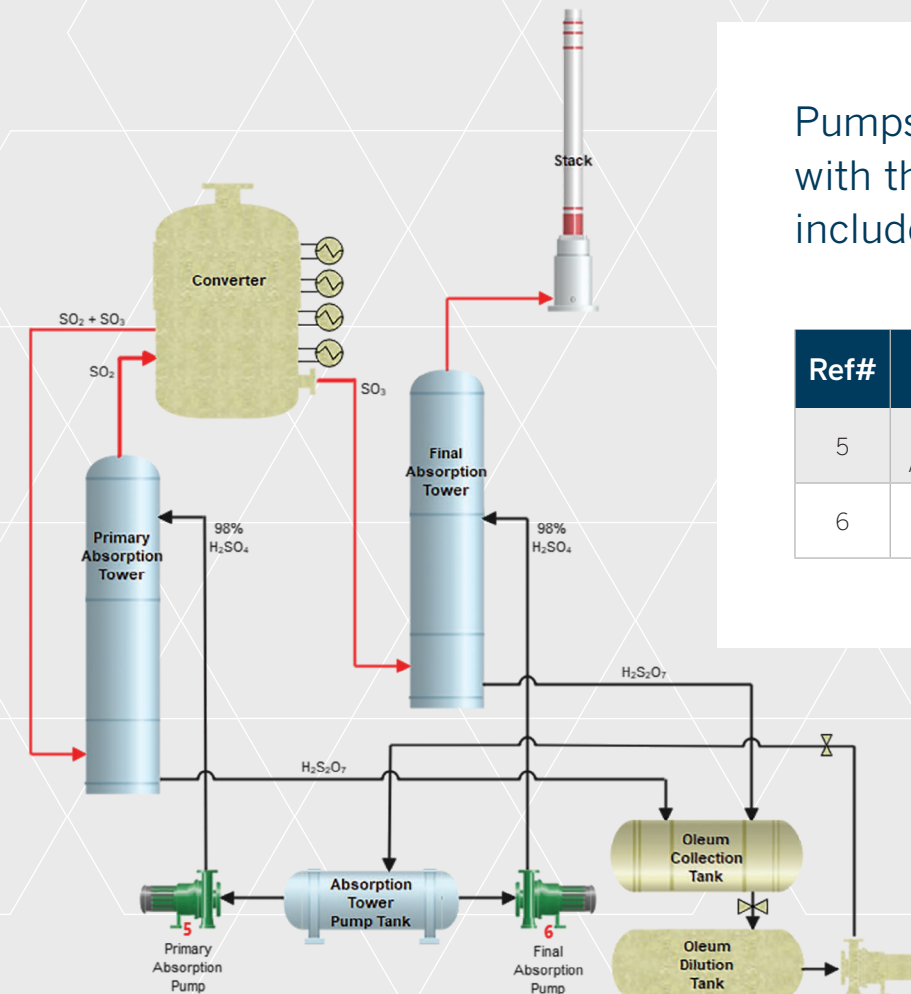 Stack
Pumps
with th
include
Converter
SO₂ + SO₃
SO₂
SO₃
Ref#
5
6
Final
Absorption
Tower
98%
H₂SO₄
Primary
Absorption
Tower
98%
H₂SO₄
H₂S₂O₇
H₂S₂O₇
Oleum
Collection
Tank
Absorption
Tower
Pump Tank
5
Primary
Absorption
Pump
6
Final
Absorption
Pump
Oleum
Dilution
Tank